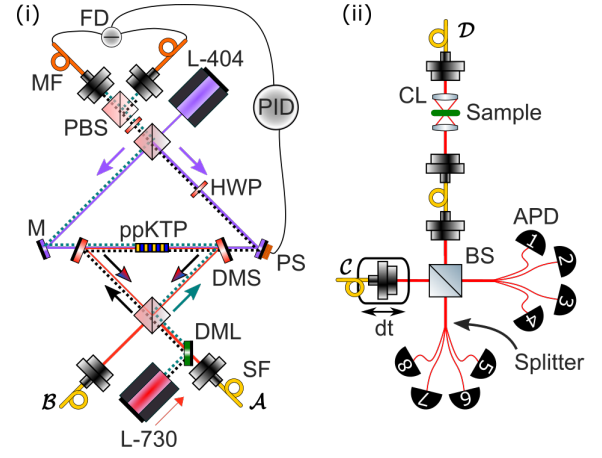 (i)
FD
L-404
MF
PID
PBS
HWP
M
ppKTP
PS
DMS
DML
SF
B
A
L-730
(ii)
D
CL
Sample
APD
BS
1
2
3
4
C
dt
Splitter
8
7
6
5